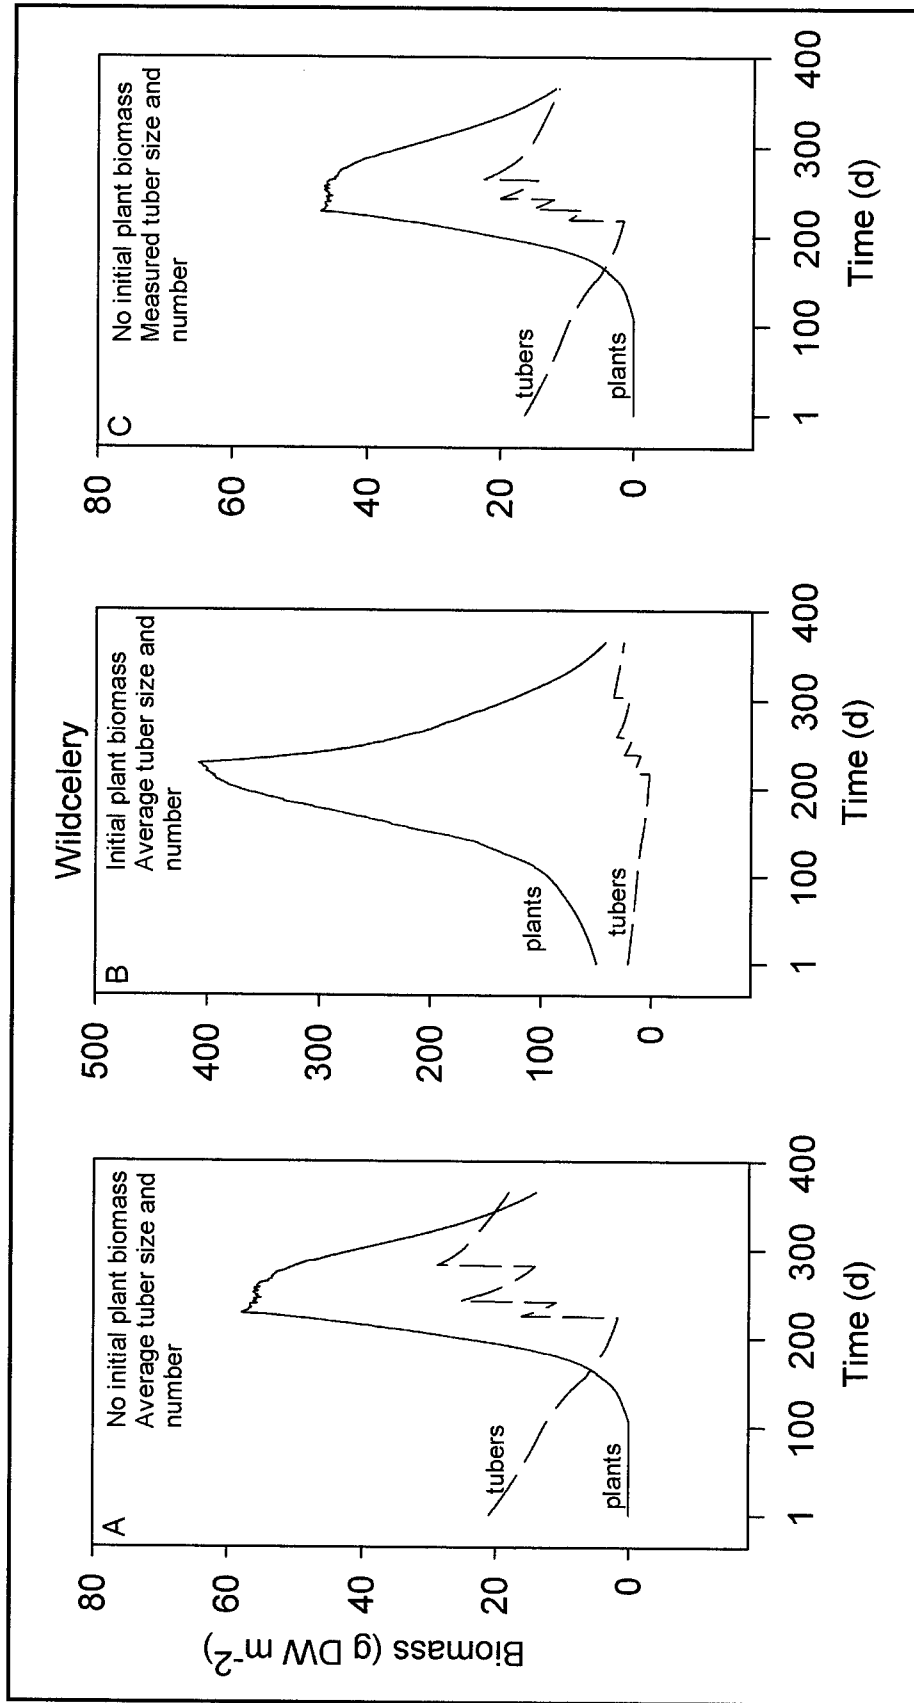 Wildcelery
Biomass (g DW m-2)
A
No initial plant biomass
Average tuber size and
number
80
60
40
20
0
tubers
plants
1 100 200 300 400
Time (d)
B
Initial plant biomass
Average tuber size and
number
500
400
300
200
100
0
plants
tubers
1 100 200 300 400
Time (d)
C
No initial plant biomass
Measured tuber size and
number
80
60
40
20
0
tubers
plants
1 100 200 300 400
Time (d)